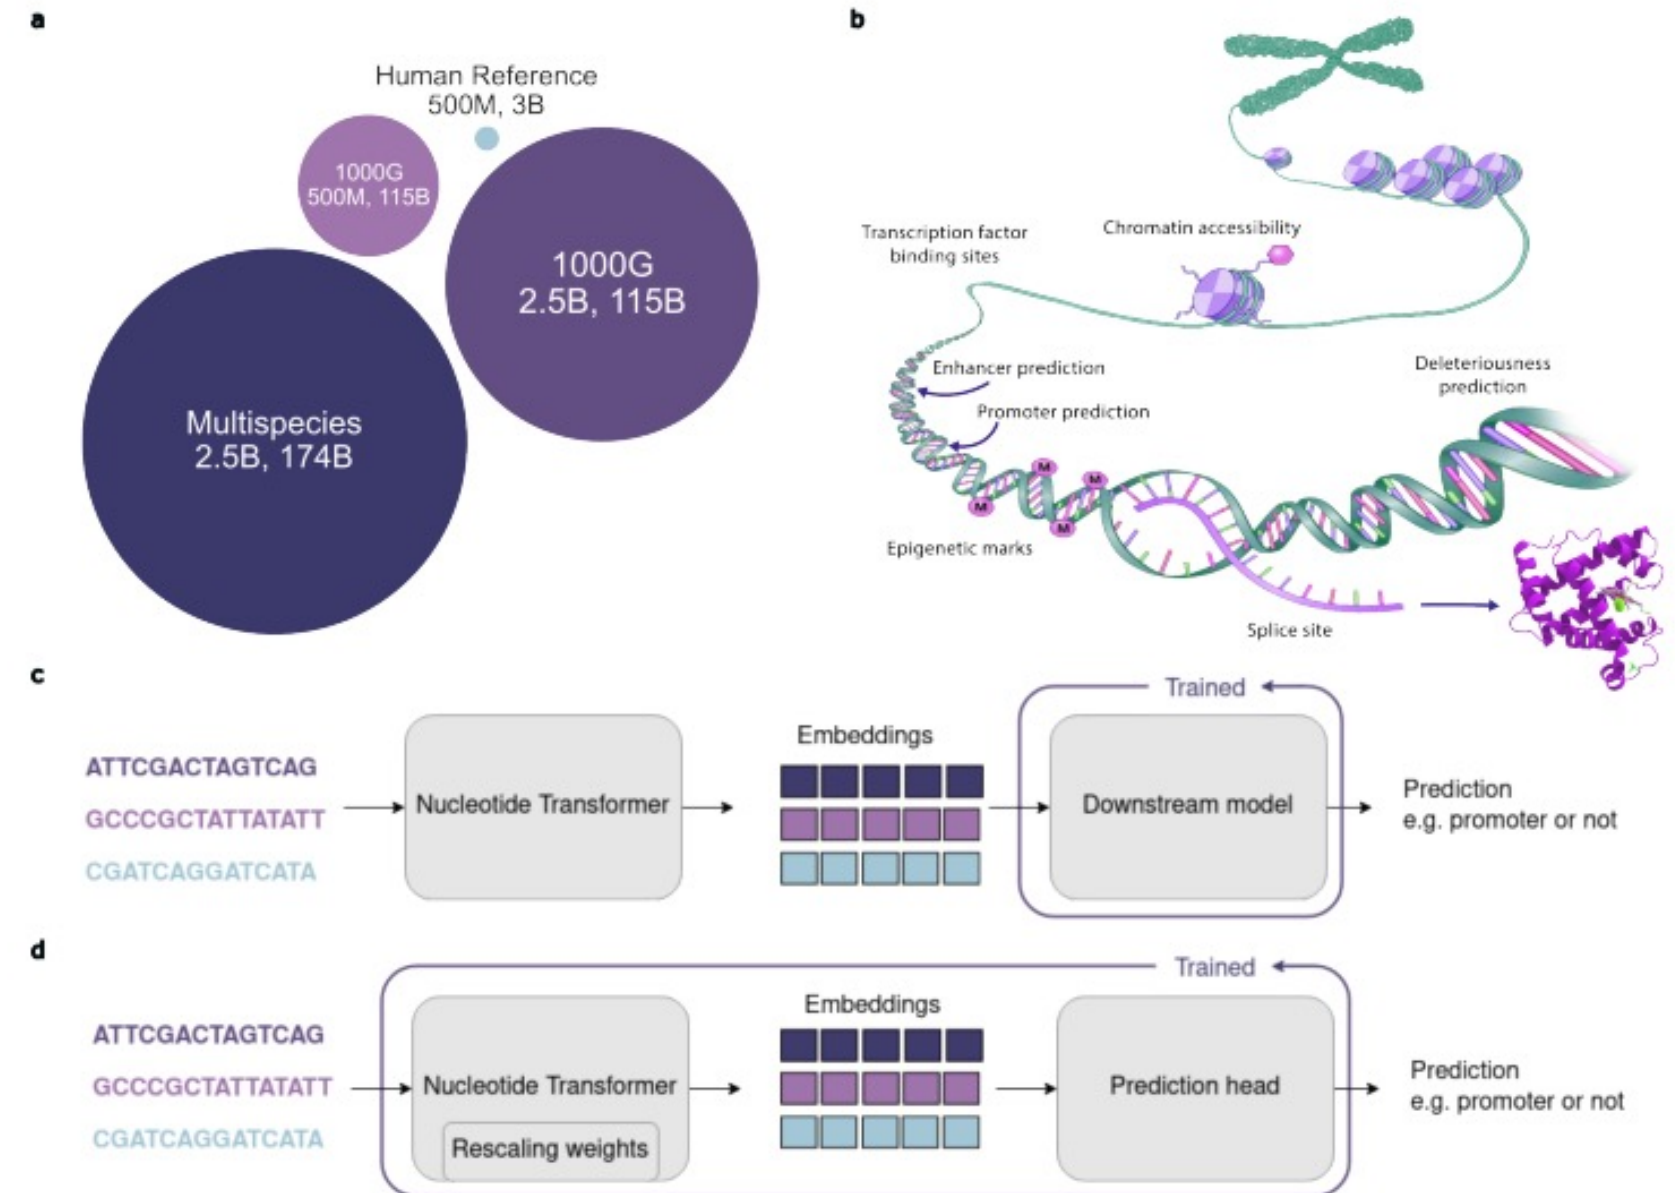 a
Human Reference
500M, 3B
1000G
500M, 115B
1000G
2.5B, 115B
Multispecies
2.5B, 174B
b
Transcription factor
binding sites
Chromatin accessibility
Enhancer prediction
Promoter prediction
Deleteriousness
prediction
M
M
M
M
Epigenetic marks
Splice site
c
Trained
ATTCGACTAGTCAG
GCCCGCTATTATATT
CGATCAGGATCATA
Nucleotide Transformer
Embeddings
Downstream model
Prediction
e.g. promoter or not
d
Trained
ATTCGACTAGTCAG
GCCCGCTATTATATT
CGATCAGGATCATA
Nucleotide Transformer
Rescaling weights
Embeddings
Prediction head
Prediction
e.g. promoter or not